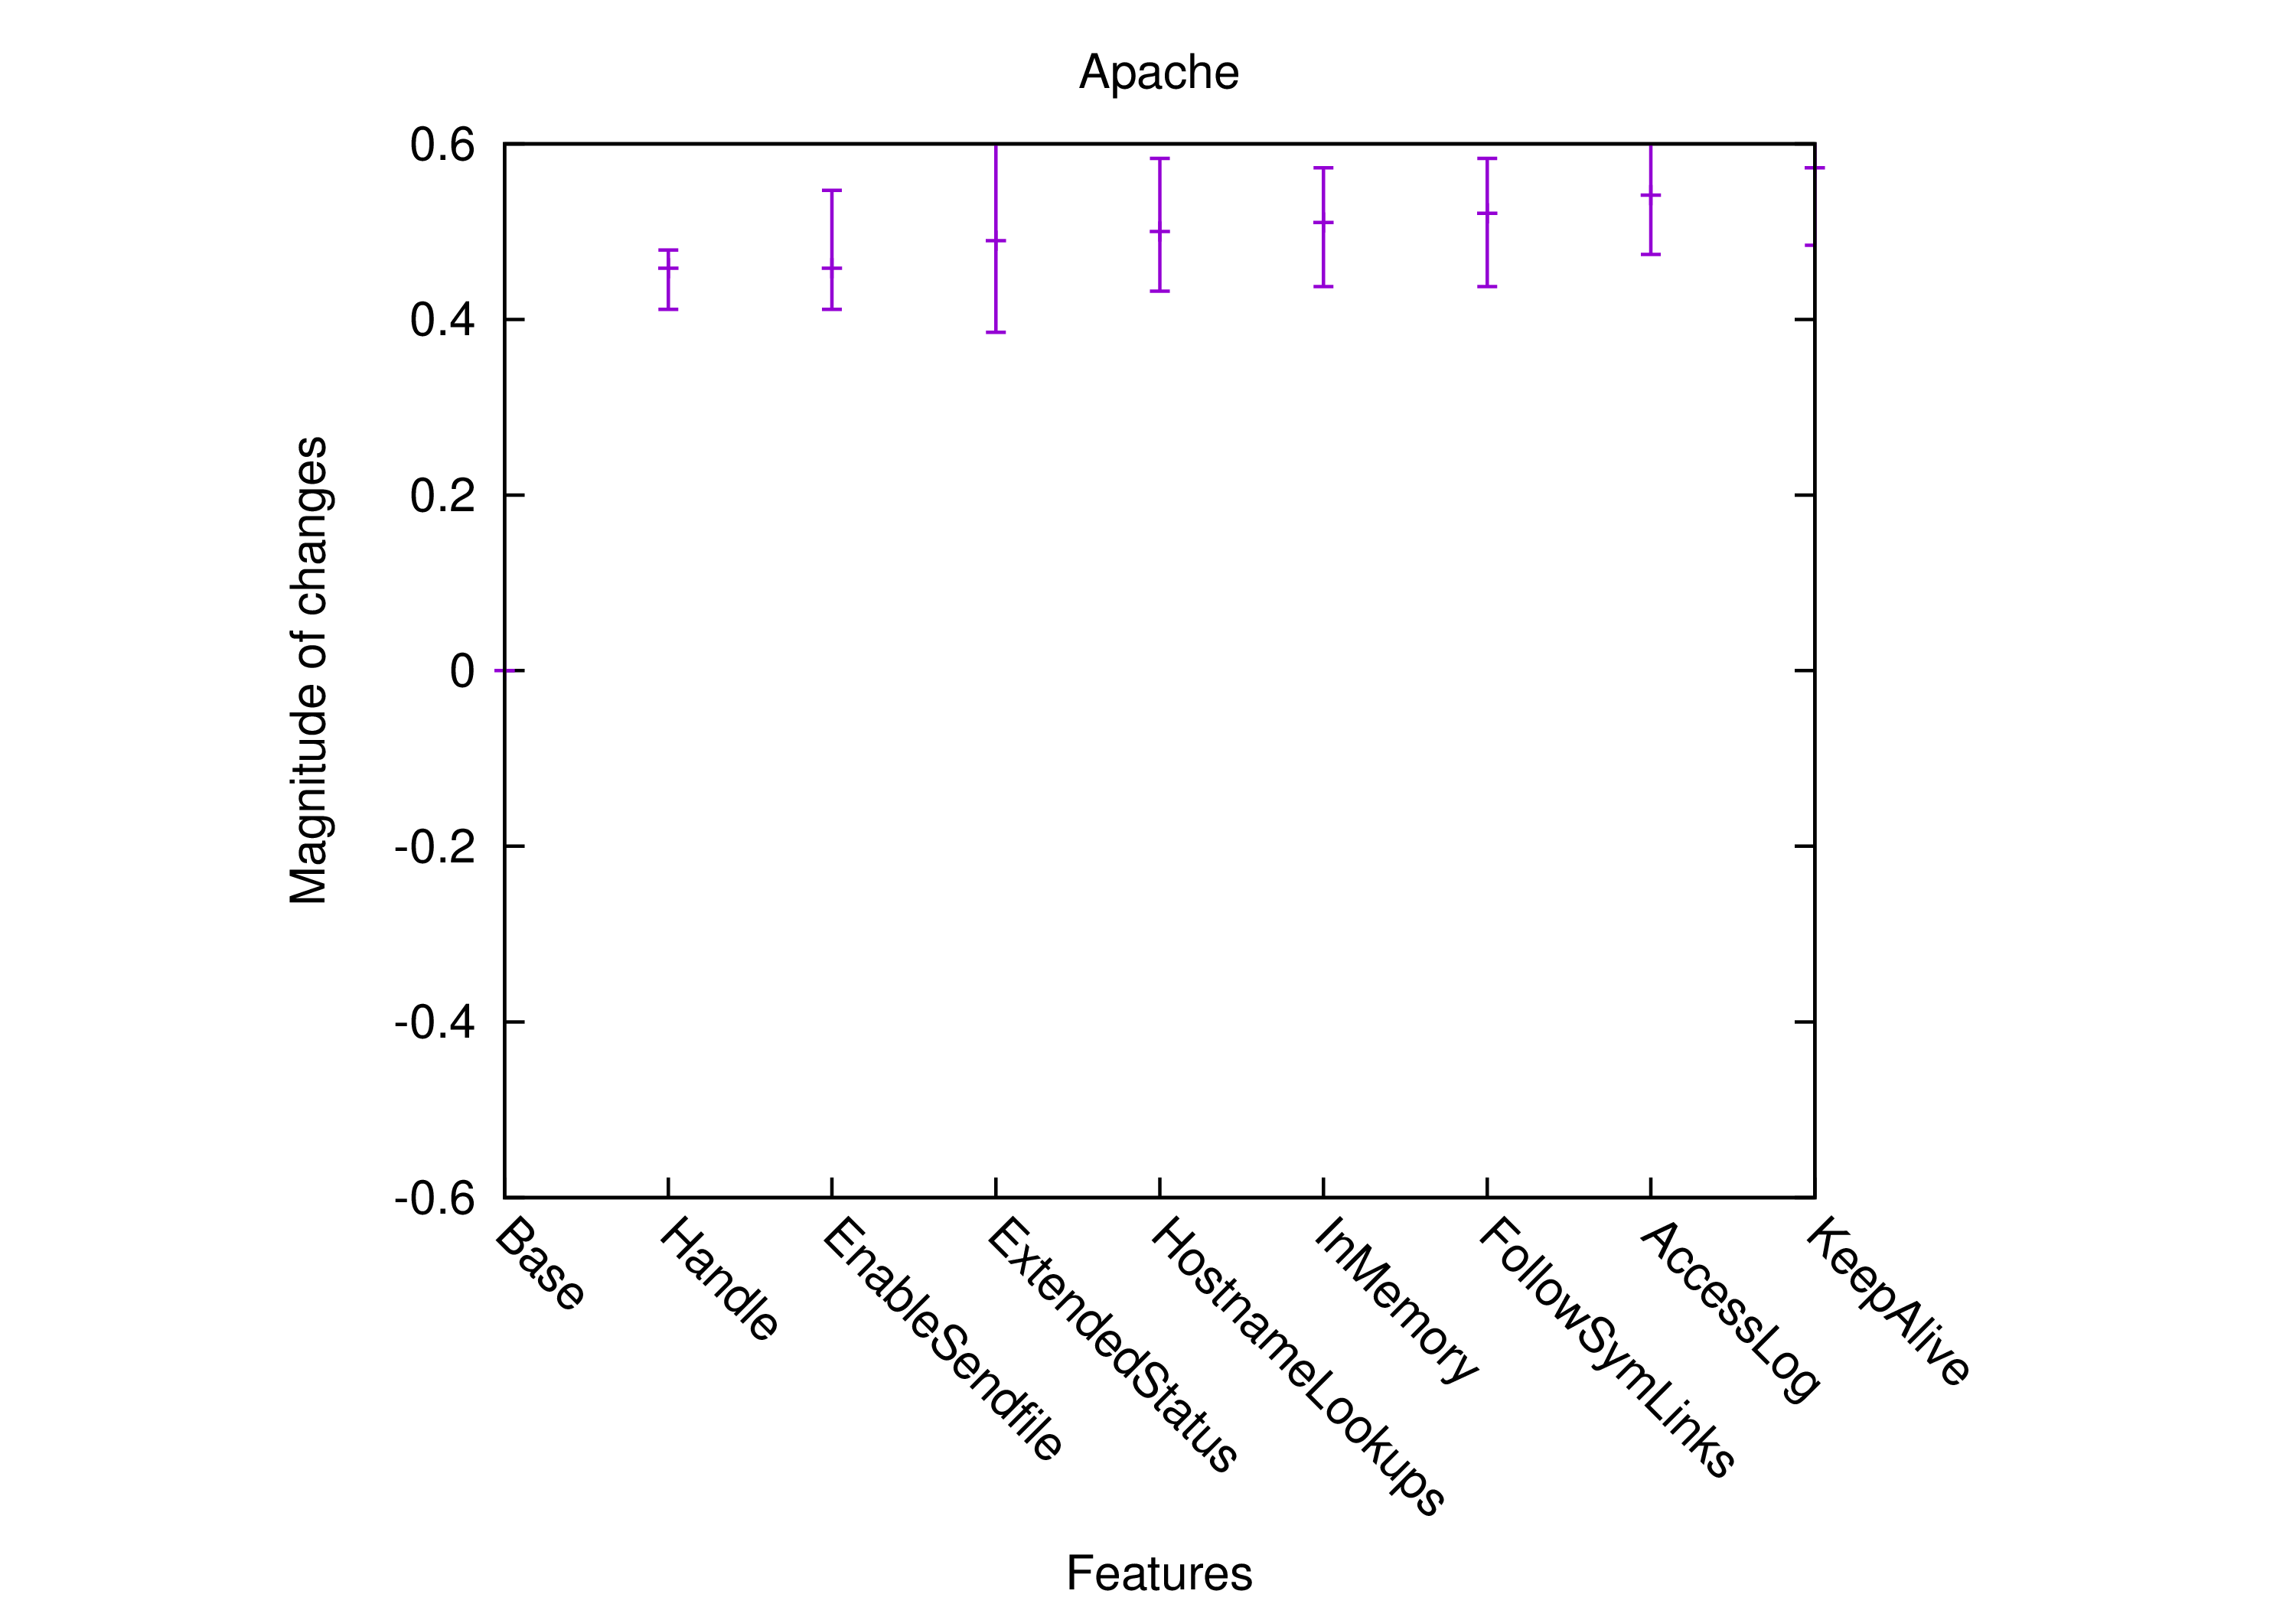 Apache
0.6
0.4
0.2
0
-0.2
-0.4
-0.6
Magnitude of changes
Base
Handle
EnableSendfile
ExtendedStatus
HostnameLookups
InMemory
FollowSymLinks
AccessLog
KeepAlive
Features